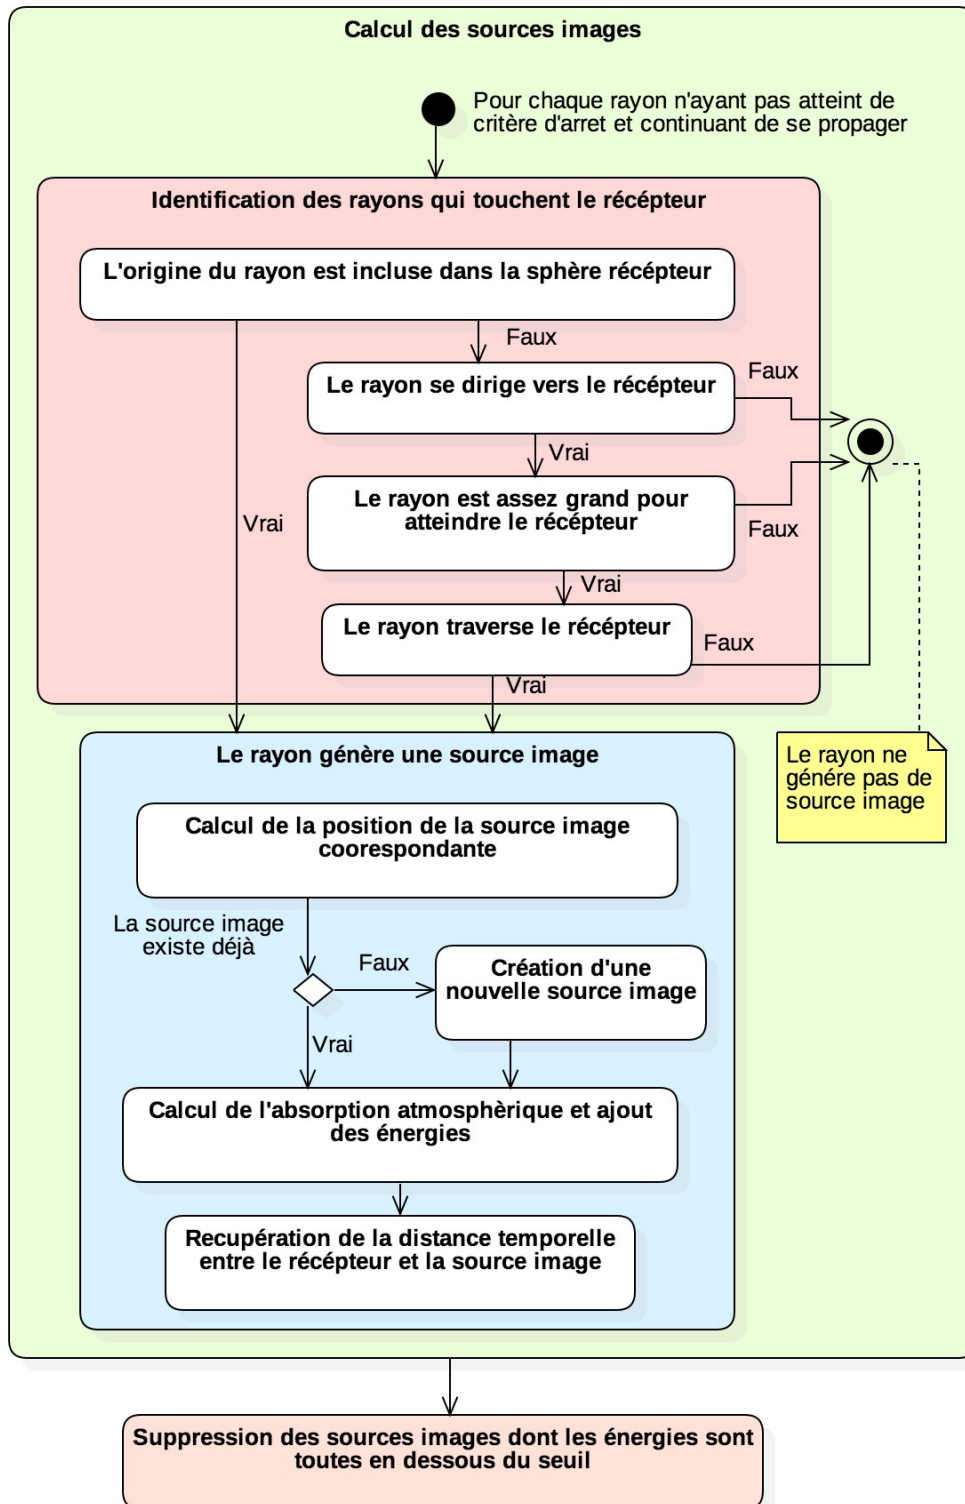 Calcul des sources images
Pour chaque rayon n'ayant pas atteint de
critère d'arret et continuant de se propager
Identification des rayons qui touchent le récépteur
L'origine du rayon est incluse dans la sphère récépteur
Faux
Le rayon se dirige vers le récépteur
Faux
Vrai
Le rayon est assez grand pour
atteindre le récépteur
Vrai
Faux
Vrai
Le rayon traverse le récépteur
Faux
Vrai
Le rayon génère une source image
Le rayon ne
génére pas de
source image
Calcul de la position de la source image
coorespondante
La source image
existe déjà
Faux
Création d'une
nouvelle source image
Vrai
Calcul de l'absorption atmosphèrique et ajout
des énergies
Recupération de la distance temporelle
entre le récépteur et la source image
Suppression des sources images dont les énergies sont
toutes en dessous du seuil